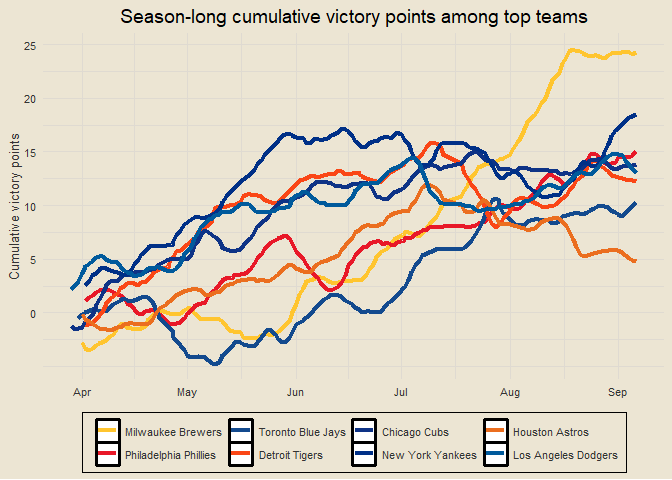 Season-long cumulative victory points among top teams
25
20
15
10
5
0
Cumulative victory points
Apr May Jun Jul Aug Sep
Milwaukee Brewers Toronto Blue Jays Chicago Cubs Houston Astros
Philadelphia Phillies Detroit Tigers New York Yankees Los Angeles Dodgers